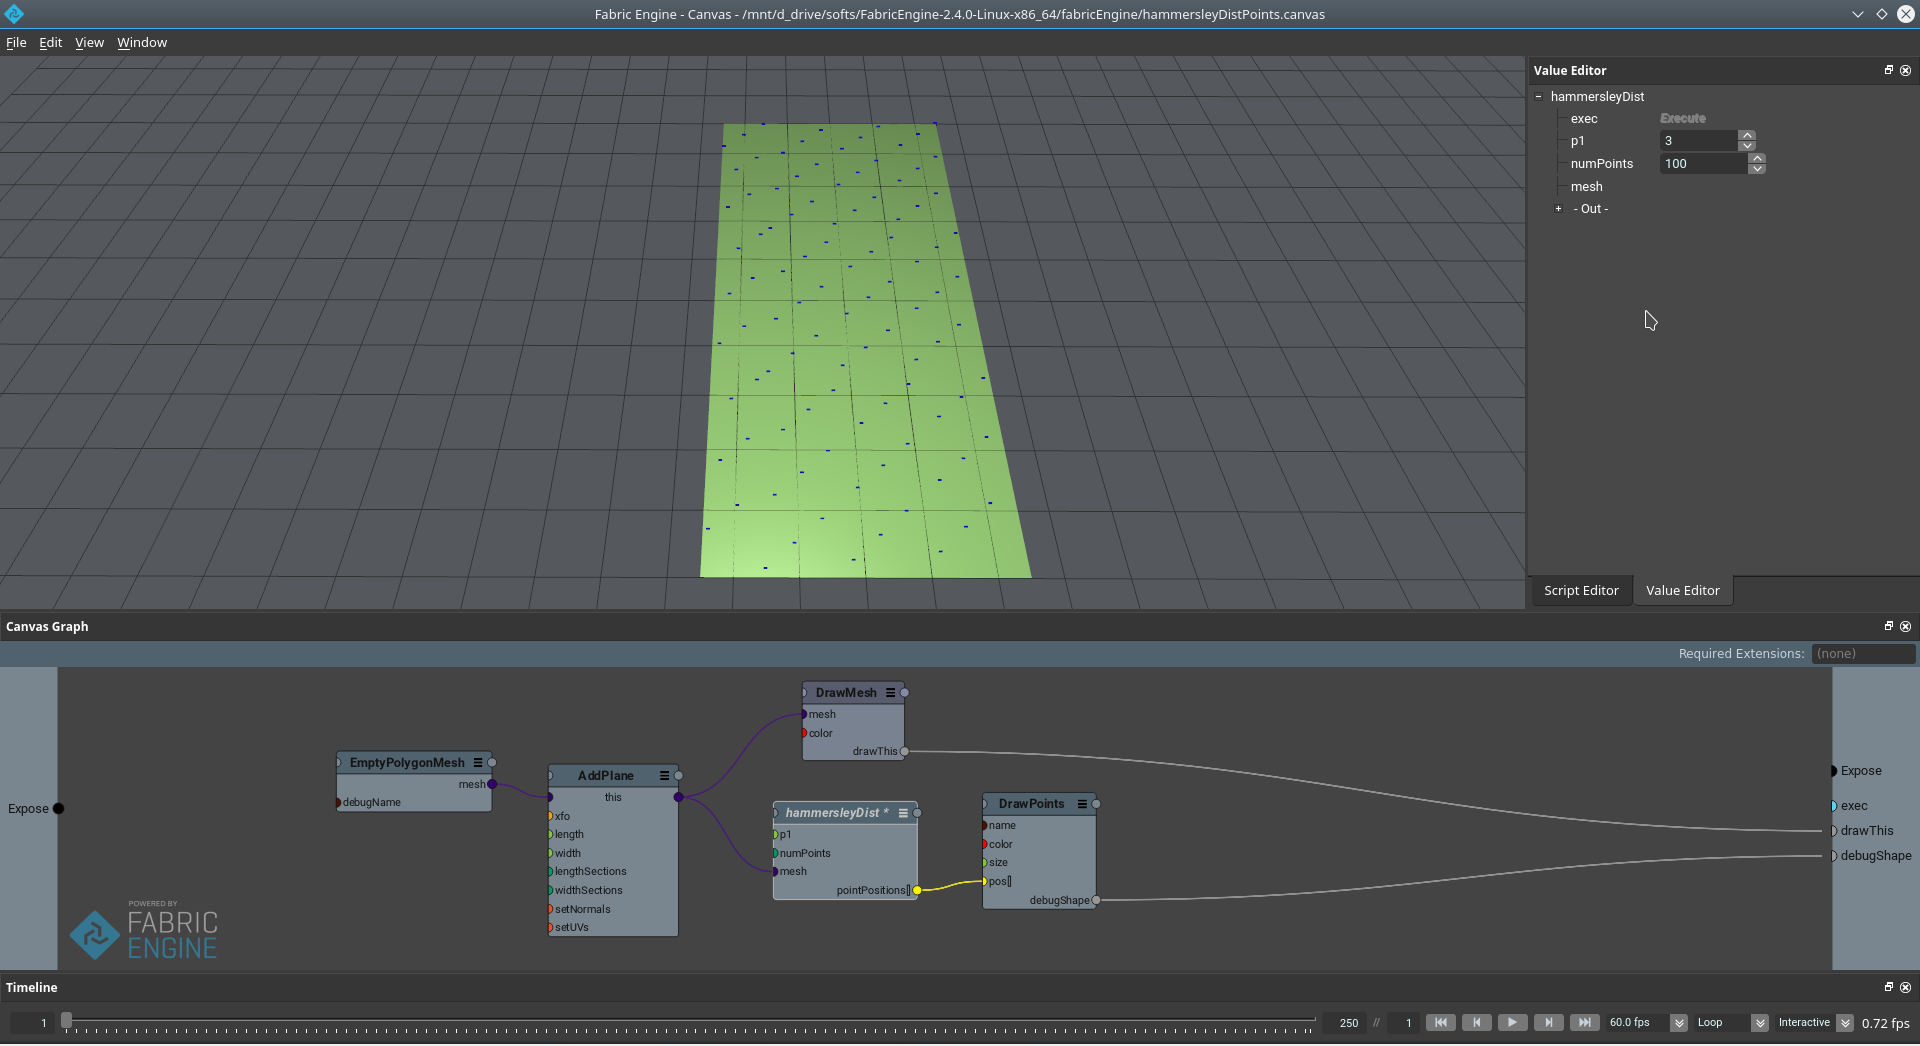 Fabric Engine - Canvas - /mnt/d_drive/softs/FabricEngine-2.4.0-Linux-x86_64/fabricEngine/hammersleyDistPoints.canvas
File Edit View Window
Value Editor
hammersleyDist
exec Execute
p1 3
numPoints 100
mesh
- Out -
Script Editor Value Editor
Canvas Graph
Required Extensions: (none)
Expose
EmptyPolygonMesh
mesh
debugName
AddPlane
this
xfo
length
width
lengthSections
widthSections
setNormals
setUVs
DrawMesh
mesh
color
drawThis
hammersleyDist *
p1
numPoints
mesh
pointPositions[]
DrawPoints
name
color
size
pos[]
debugShape
Expose
exec
drawThis
debugShape
POWERED BY
FABRIC
ENGINE
Timeline
1 250 // 1 60.0 fps Loop Interactive 0.72 fps